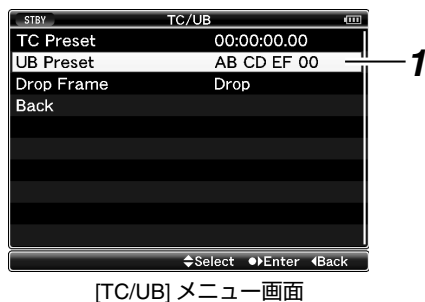 STBY TC/UB
TC Preset 00:00:00.00
UB Preset AB CD EF 00
1
Drop Frame Drop
Back
Select Enter Back
[TC/UB] メニュー画面